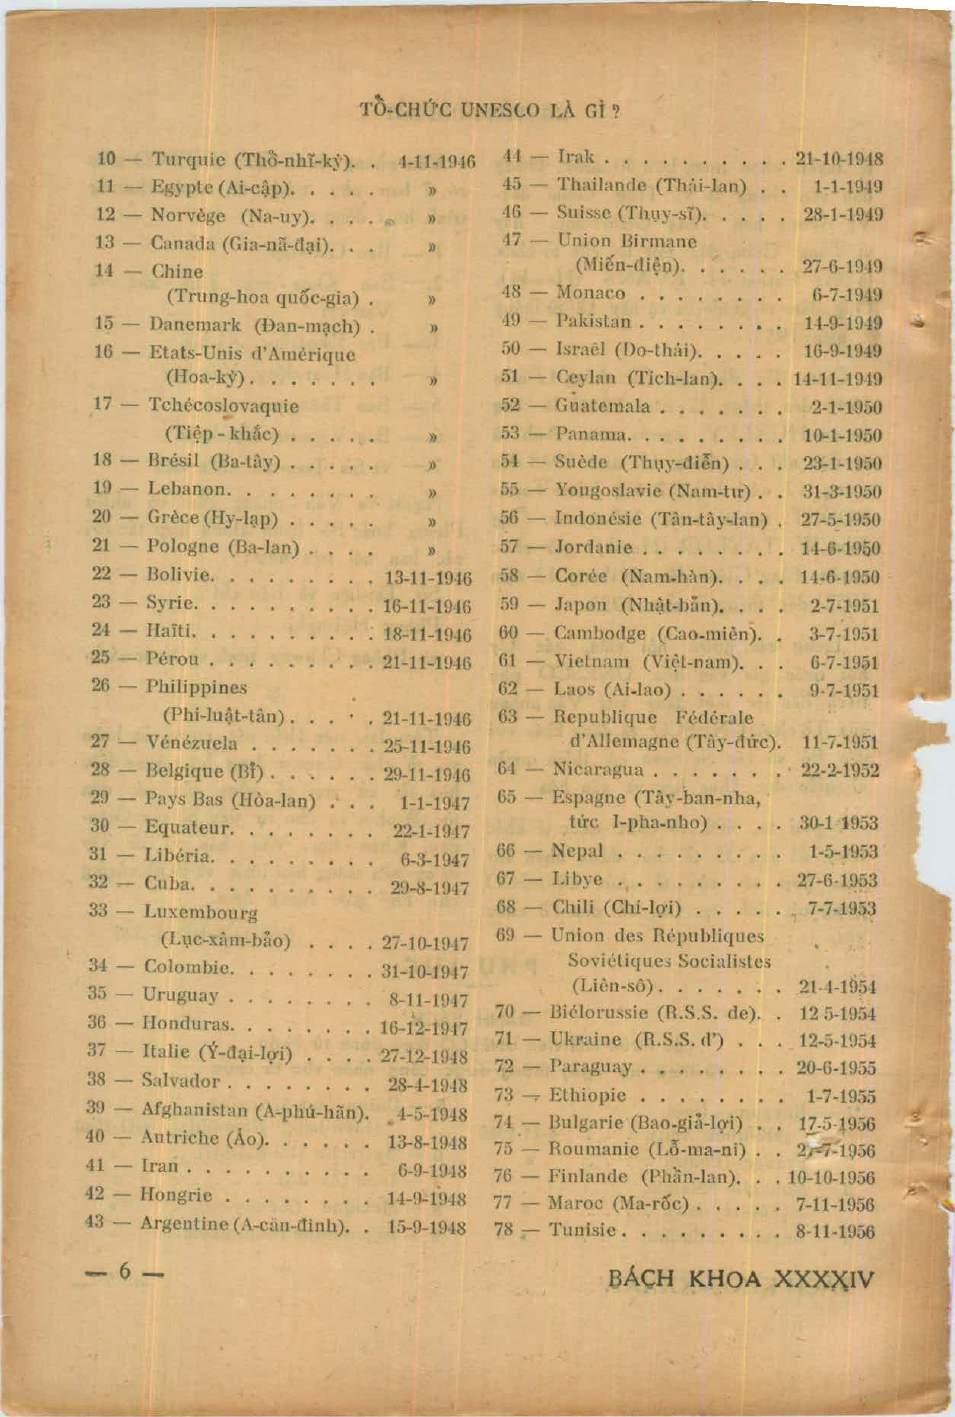 TỔ-CHỨC UNESCO LÀ GÌ ?
10 — Turquie (Thổ-nhĩ-kỳ). . 4-11-1946
11 — Egypte (Ai-cập). . . . . »
12 — Norvège (Na-uy). . . . . »
13 — Canada (Gia-nã-đại). . . »
14 — Chine
(Trung-hoa quốc-gia) . »
15 — Danemark (Đan-mạch) . »
16 — Etats-Unis d'Amérique
(Hoa-kỳ) . . . . . . . »
17 — Tchécoslovaquie
(Tiệp - khắc) . . . . . »
18 — Brésil (Ba-tây) . . . . . »
19 — Lebanon. . . . . . . . »
20 — Grèce (Hy-lạp) . . . . . »
21 — Pologne (Ba-lan) . . . . »
22 — Bolivie. . . . . . . . . 13-11-1946
23 — Syrie. . . . . . . . . . 16-11-1946
24 — Haïti. . . . . . . . . . 18-11-1946
25 — Pérou . . . . . . . . . 21-11-1946
26 — Philippines
(Phi-luật-tân) . . . . . 21-11-1946
27 — Vénézuela . . . . . . . 25-11-1946
28 — Belgique (Bỉ) . . . . . . 29-11-1946
29 — Pays Bas (Hòa-lan) . . . 1-1-1947
30 — Equateur. . . . . . . . 22-1-1947
31 — Libéria. . . . . . . . . 6-3-1947
32 — Cuba. . . . . . . . . . 29-8-1947
33 — Luxembourg
(Lục-xâm-bảo) . . . . 27-10-1947
34 — Colombie. . . . . . . . 31-10-1947
35 — Uruguay . . . . . . . . 8-11-1947
36 — Honduras. . . . . . . . 16-12-1947
37 — Italie (Ý-đại-lợi) . . . . 27-12-1948
38 — Salvador . . . . . . . . 28-4-1948
39 — Afghanistan (A-phú-hãn). . 4-5-1948
40 — Autriche (Áo). . . . . . 13-8-1948
41 — Iran . . . . . . . . . . 6-9-1948
42 — Hongrie . . . . . . . . 14-9-1948
43 — Argentine (A-căn-đình). . 15-9-1948
44 — Irak . . . . . . . . . . 21-10-1948
45 — Thailande (Thái-lan) . . 1-1-1949
46 — Suisse (Thụy-sĩ). . . . . 28-1-1949
47 — Union Birmane
(Miến-điện). . . . . . 27-6-1949
48 — Monaco . . . . . . . . 6-7-1949
49 — Pakistan . . . . . . . . 14-9-1949
50 — Israël (Do-thái). . . . . 16-9-1949
51 — Ceylan (Tich-lan). . . . 14-11-1949
52 — Guatemala . . . . . . . 2-1-1950
53 — Panama. . . . . . . . . 10-1-1950
54 — Suède (Thụy-điển) . . . 23-1-1950
55 — Yougoslavie (Nam-tư) . . 31-3-1950
56 — Indonésie (Tân-tây-lan) . 27-5-1950
57 — Jordanie . . . . . . . . 14-6-1950
58 — Corée (Nam-hàn). . . . 14-6-1950
59 — Japon (Nhật-bản). . . . 2-7-1951
60 — Cambodge (Cao-miên). . 3-7-1951
61 — Vietnam (Việt-nam). . . 6-7-1951
62 — Laos (Ai-lao) . . . . . . 9-7-1951
63 — Republique Fédérale
d'Allemagne (Tây-đức). 11-7-1951
64 — Nicaragua . . . . . . . 22-2-1952
65 — Espagne (Tây-ban-nha,
tức I-pha-nho) . . . . 30-1 1953
66 — Nepal . . . . . . . . . 1-5-1953
67 — Libye . . . . . . . . . 27-6-1953
68 — Chili (Chi-lợi) . . . . . 7-7-1953
69 — Union des Républiques
Soviétiques Socialistes
(Liên-sô). . . . . . . 21-4-1954
70 — Biélorussie (R.S.S. de). . 12 5-1954
71 — Ukraine (R.S.S. d') . . . 12-5-1954
72 — Paraguay . . . . . . . . 20-6-1955
73 — Ethiopie . . . . . . . . 1-7-1955
74 — Bulgarie (Bao-giả-lợi) . . 17-5-1956
75 — Roumanie (Lỗ-ma-ni) . . -7-1956
76 — Finlande (Phần-lan). . . 10-10-1956
77 — Maroc (Ma-rốc) . . . . . 7-11-1956
78 — Tunisie . . . . . . . . . 8-11-1956
— 6 —
BÁCH KHOA XXXXIV